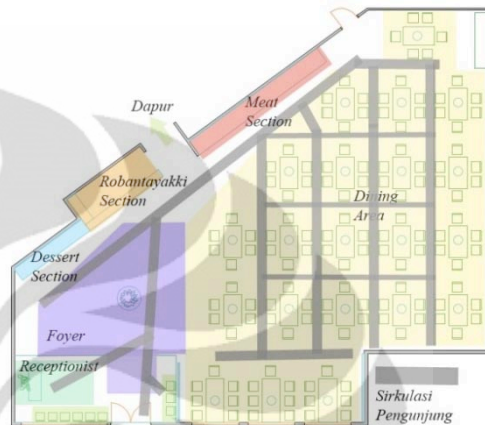 Dapur
Meat
Section
Robantayakki
Section
Dining
Area
Dessert
Section
Foyer
Receptionist
Sirkulasi
Pengunjung